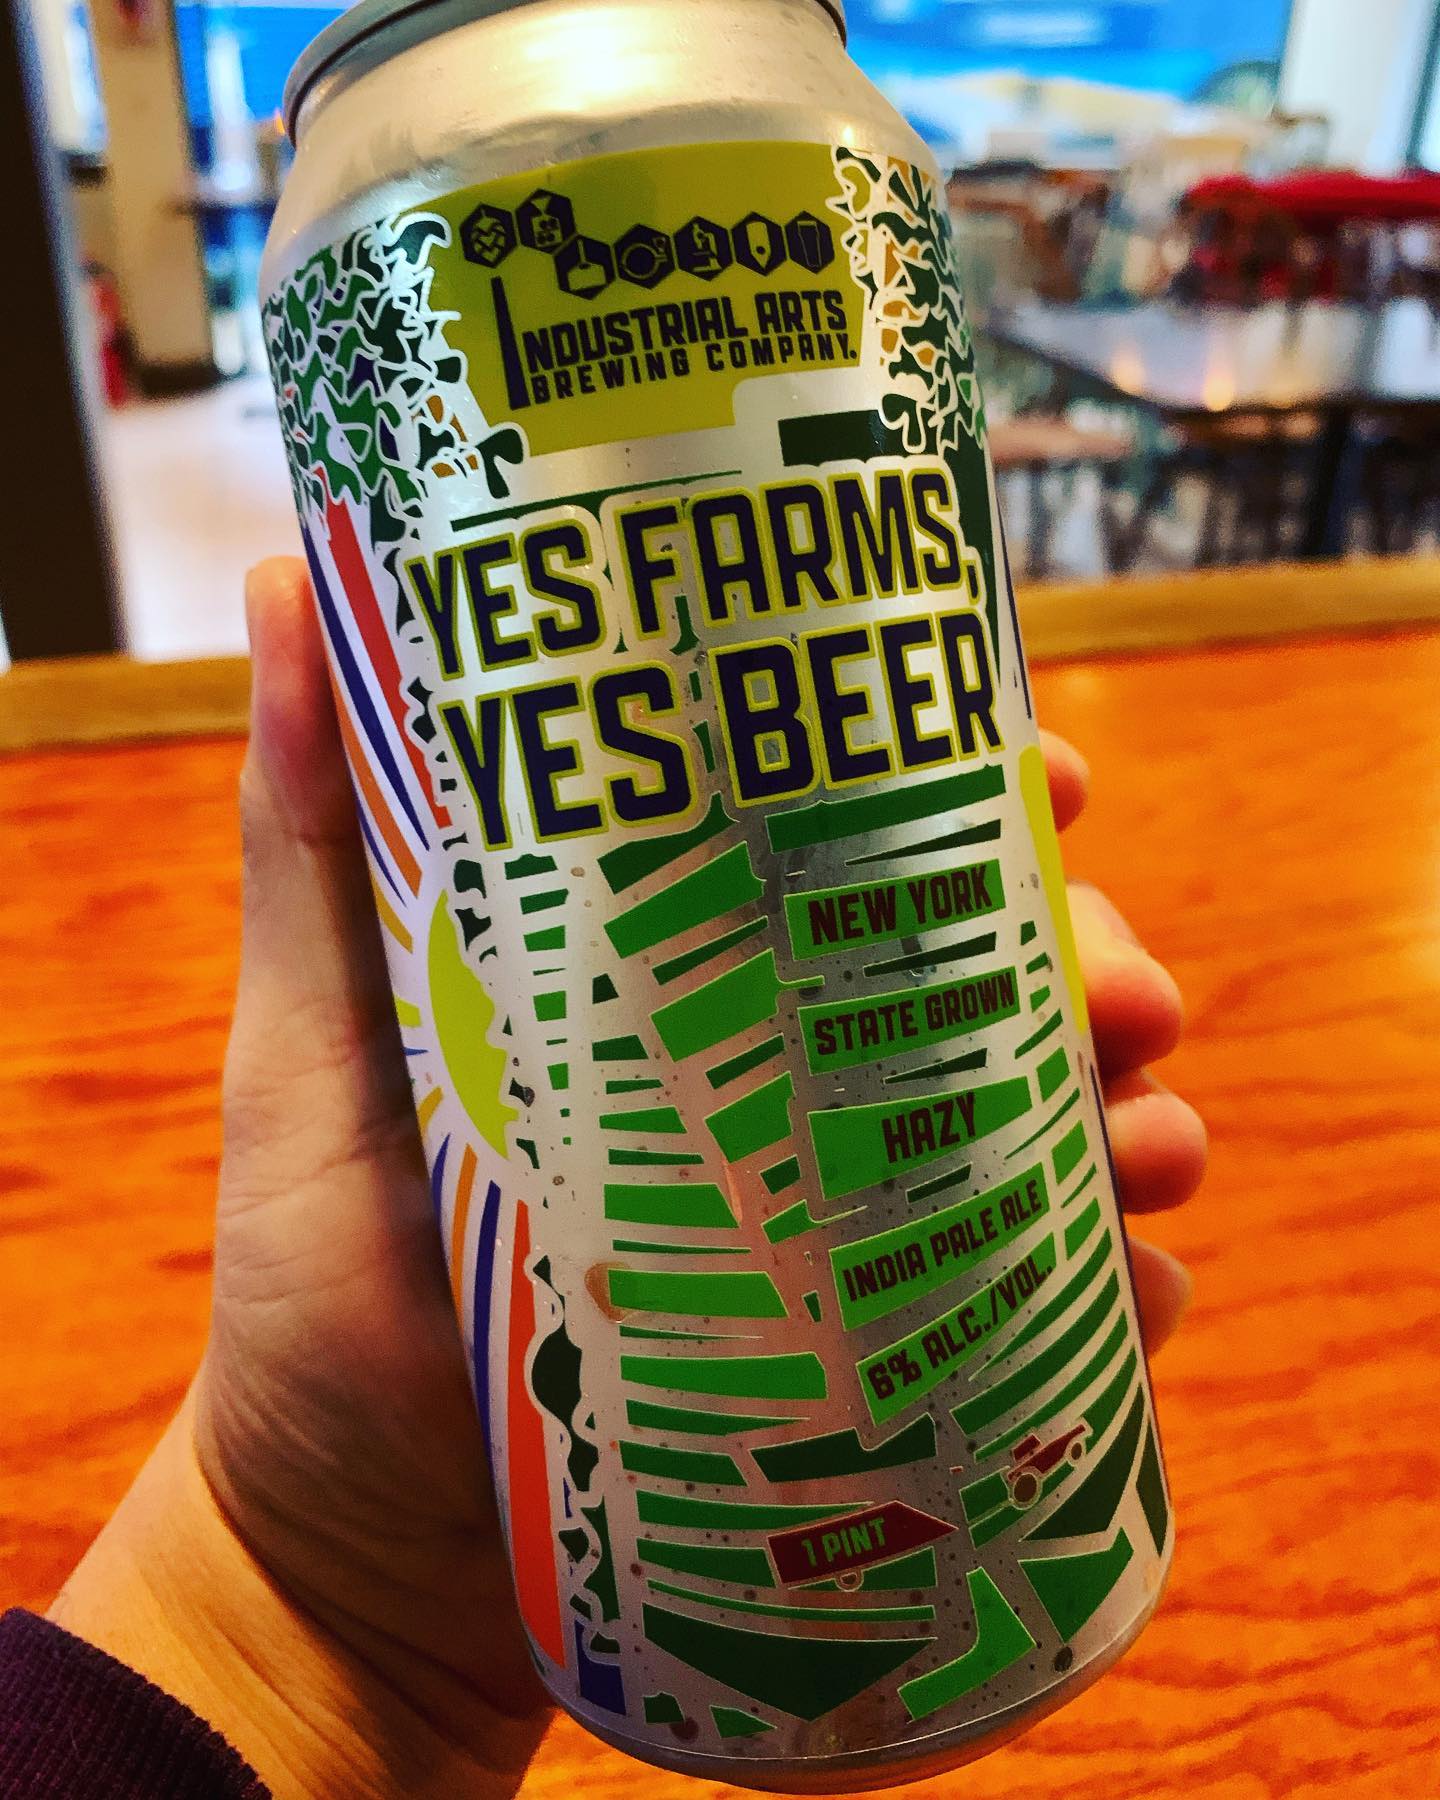 INDUSTRIAL ARTS
BREWING COMPANY.
YES FARMS,
YES BEER
NEW YORK
STATE GROWN
HAZY
INDIA PALE ALE
6% ALC./VOL.
1 PINT